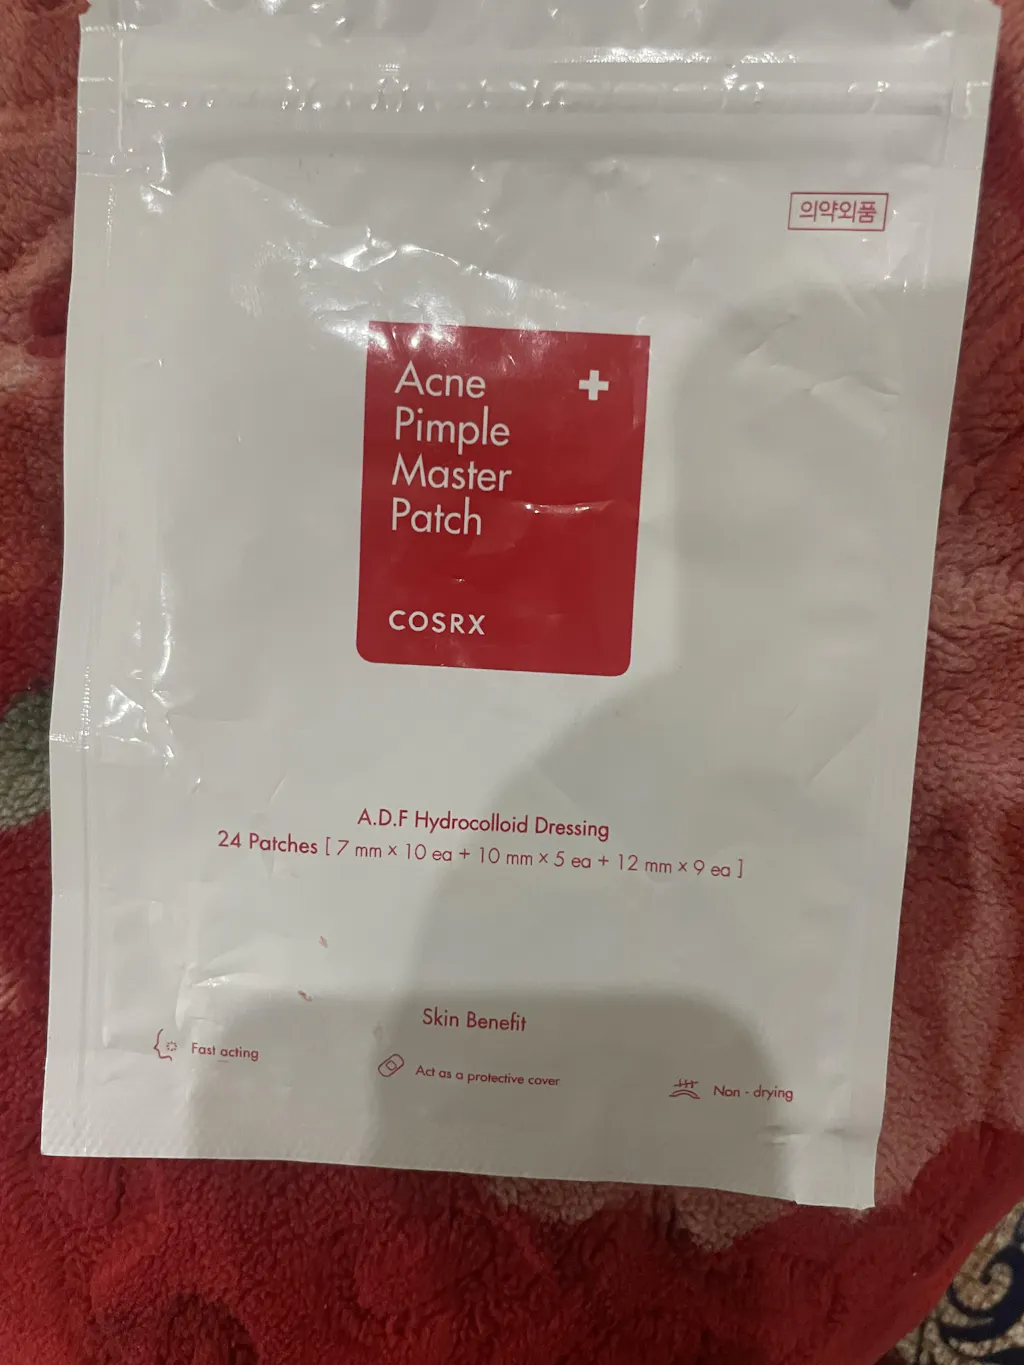 의약외품
Acne
Pimple
Master
Patch
COSRX
A.D.F Hydrocolloid Dressing
24 Patches [ 7 mm × 10 ea + 10 mm × 5 ea + 12 mm × 9 ea ]
Skin Benefit
Fast acting
Act as a protective cover
Non - drying